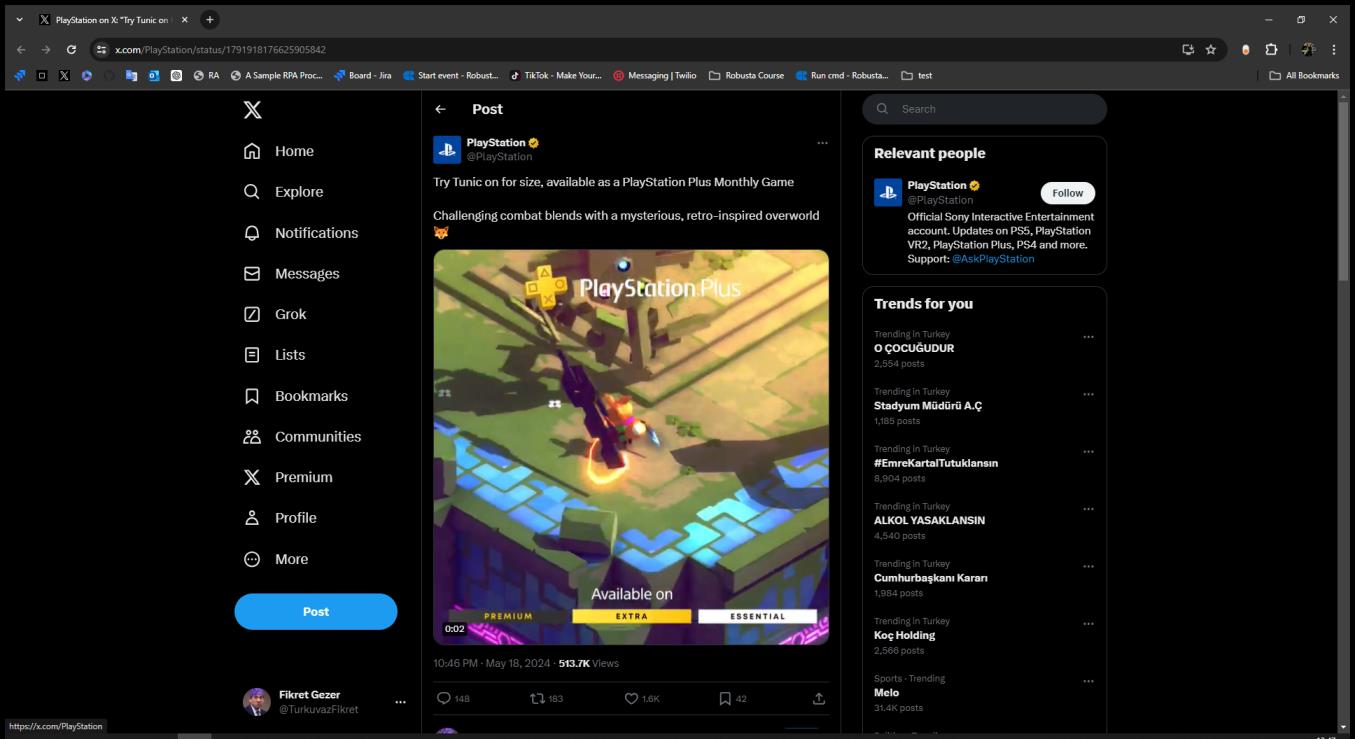 PlayStation on X: "Try Tunic on
x.com/PlayStation/status/1791918176625905842
RA
A Sample RPA Proc...
Board - Jira
Start event - Robust...
TikTok - Make Your...
Messaging | Twilio
Robusta Course
Run cmd - Robusta...
test
All Bookmarks
Home
Explore
Notifications
Messages
Grok
Lists
Bookmarks
Communities
Premium
Profile
More
Post
Fikret Gezer
@TurkuvazFikret
https://x.com/PlayStation
Post
PlayStation
@PlayStation
Try Tunic on for size, available as a PlayStation Plus Monthly Game
Challenging combat blends with a mysterious, retro-inspired overworld
🦊
PlayStation Plus
Available on
PREMIUM
EXTRA
ESSENTIAL
0:02
10:46 PM · May 18, 2024 · 513.7K Views
148
183
1.6K
42
Search
Relevant people
PlayStation
@PlayStation
Follow
Official Sony Interactive Entertainment
account. Updates on PS5, PlayStation
VR2, PlayStation Plus, PS4 and more.
Support: @AskPlayStation
Trends for you
Trending in Turkey
O ÇOCUĞUDUR
2,554 posts
Trending in Turkey
Stadyum Müdürü A.Ç
1,185 posts
Trending in Turkey
#EmreKartalTutuklansın
8,904 posts
Trending in Turkey
ALKOL YASAKLANSIN
4,540 posts
Trending in Turkey
Cumhurbaşkanı Kararı
1,984 posts
Trending in Turkey
Koç Holding
2,566 posts
Sports · Trending
Melo
31.4K posts